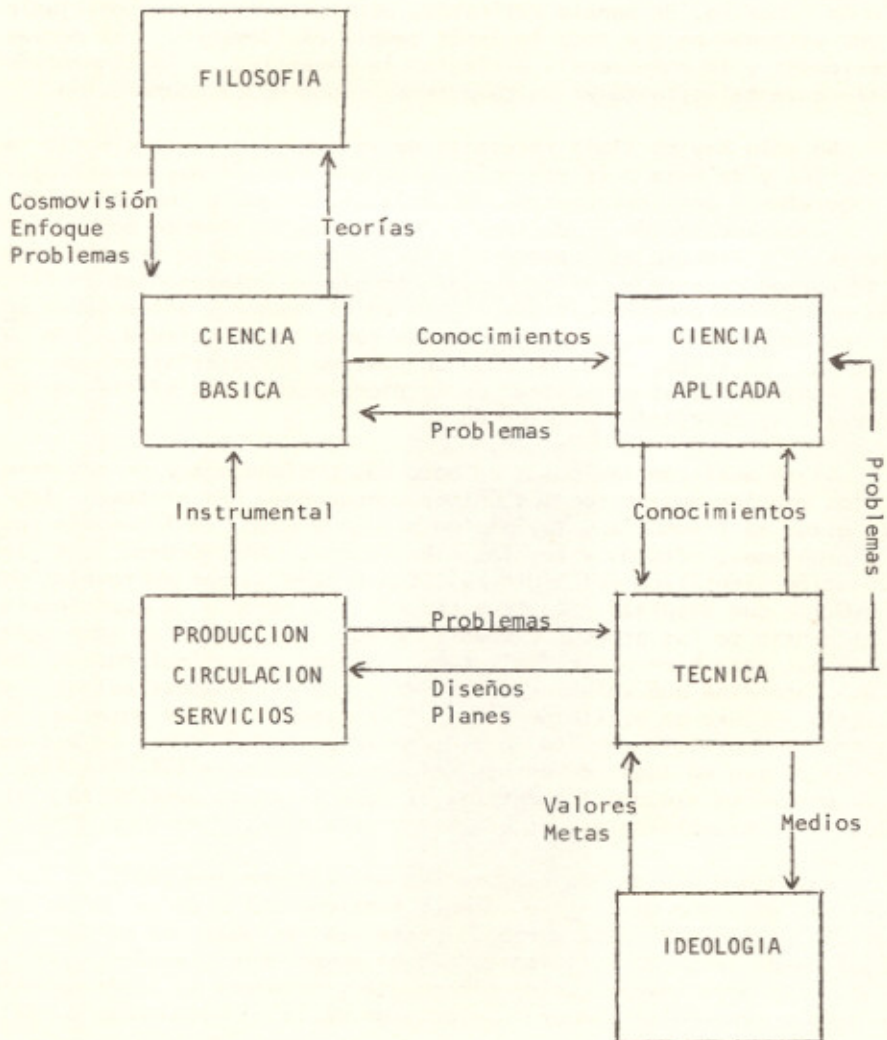 FILOSOFIA
Cosmovisión
Enfoque
Problemas
Teorías
CIENCIA
BASICA
Conocimientos
Problemas
CIENCIA
APLICADA
Problemas
Instrumental
Conocimientos
PRODUCCION
CIRCULACION
SERVICIOS
Problemas
Diseños
Planes
TECNICA
Valores
Metas
Medios
IDEOLOGIA